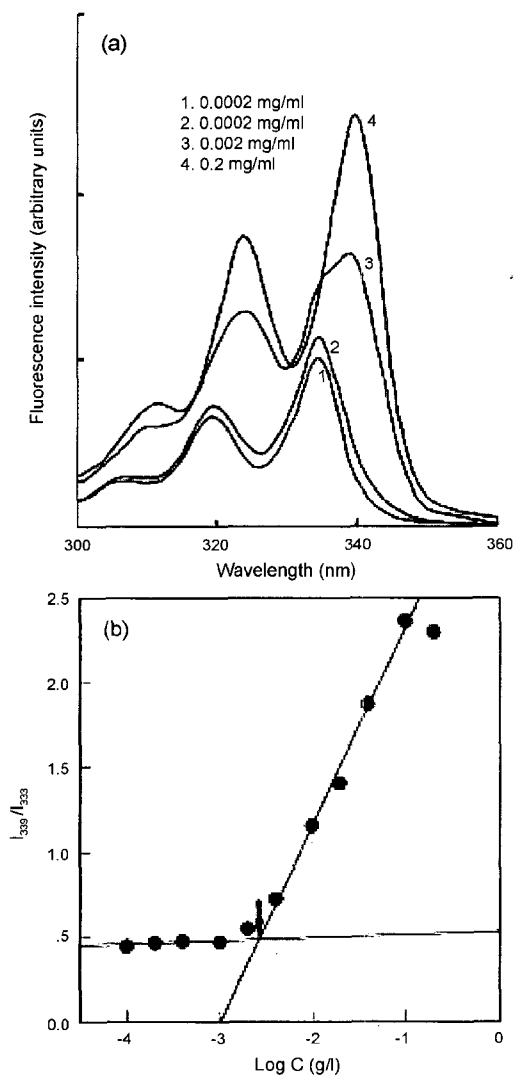 (a)
1. 0.0002 mg/ml
2. 0.0002 mg/ml
3. 0.002 mg/ml
4. 0.2 mg/ml
4
3
2
1
Fluorescence intensity (arbitrary units)
300 320 340 360
Wavelength (nm)
(b)
2.5
2.0
1.5
1.0
.5
0.0
I339/I333
-4 -3 -2 -1 0
Log C (g/l)